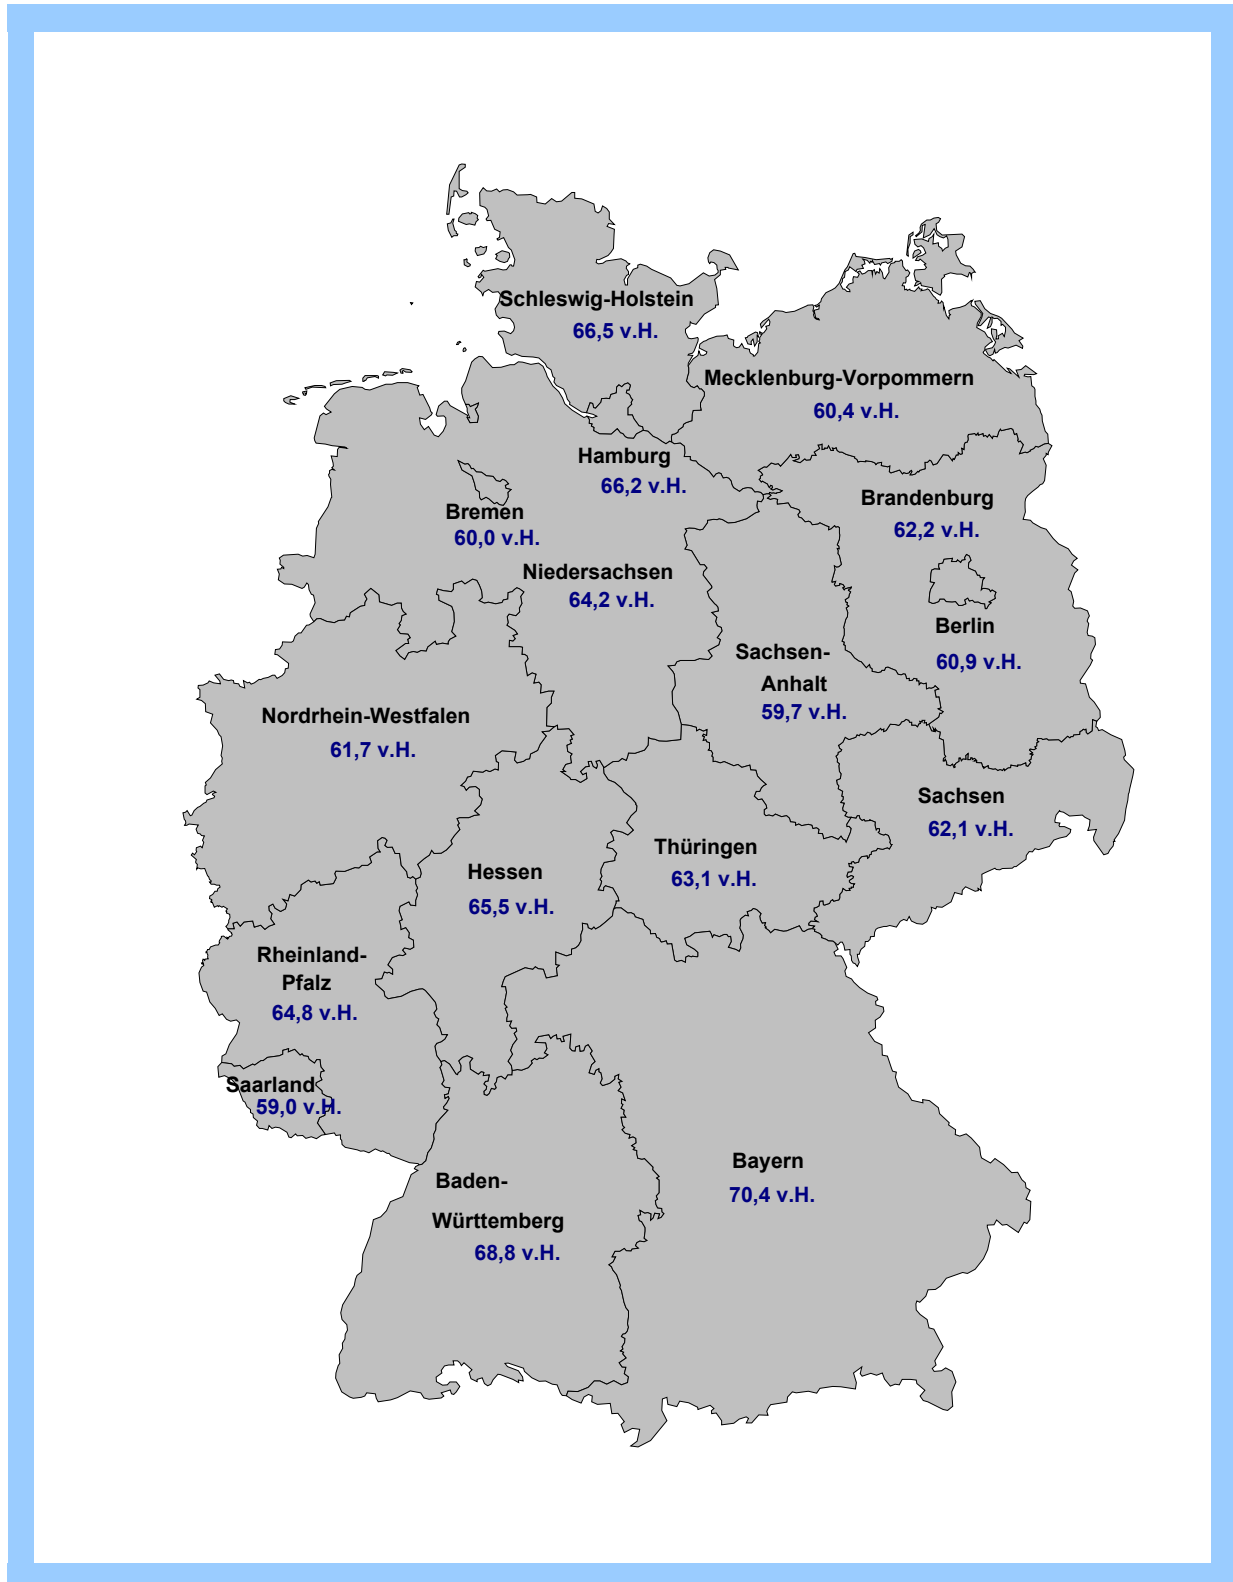 Schleswig-Holstein
66,5 v.H.
Mecklenburg-Vorpommern
60,4 v.H.
Hamburg
66,2 v.H.
Brandenburg
62,2 v.H.
Bremen
60,0 v.H.
Niedersachsen
64,2 v.H.
Berlin
60,9 v.H.
Sachsen-
Anhalt
59,7 v.H.
Nordrhein-Westfalen
61,7 v.H.
Sachsen
62,1 v.H.
Thüringen
63,1 v.H.
Hessen
65,5 v.H.
Rheinland-
Pfalz
64,8 v.H.
Saarland
59,0 v.H.
Bayern
70,4 v.H.
Baden-
Württemberg
68,8 v.H.